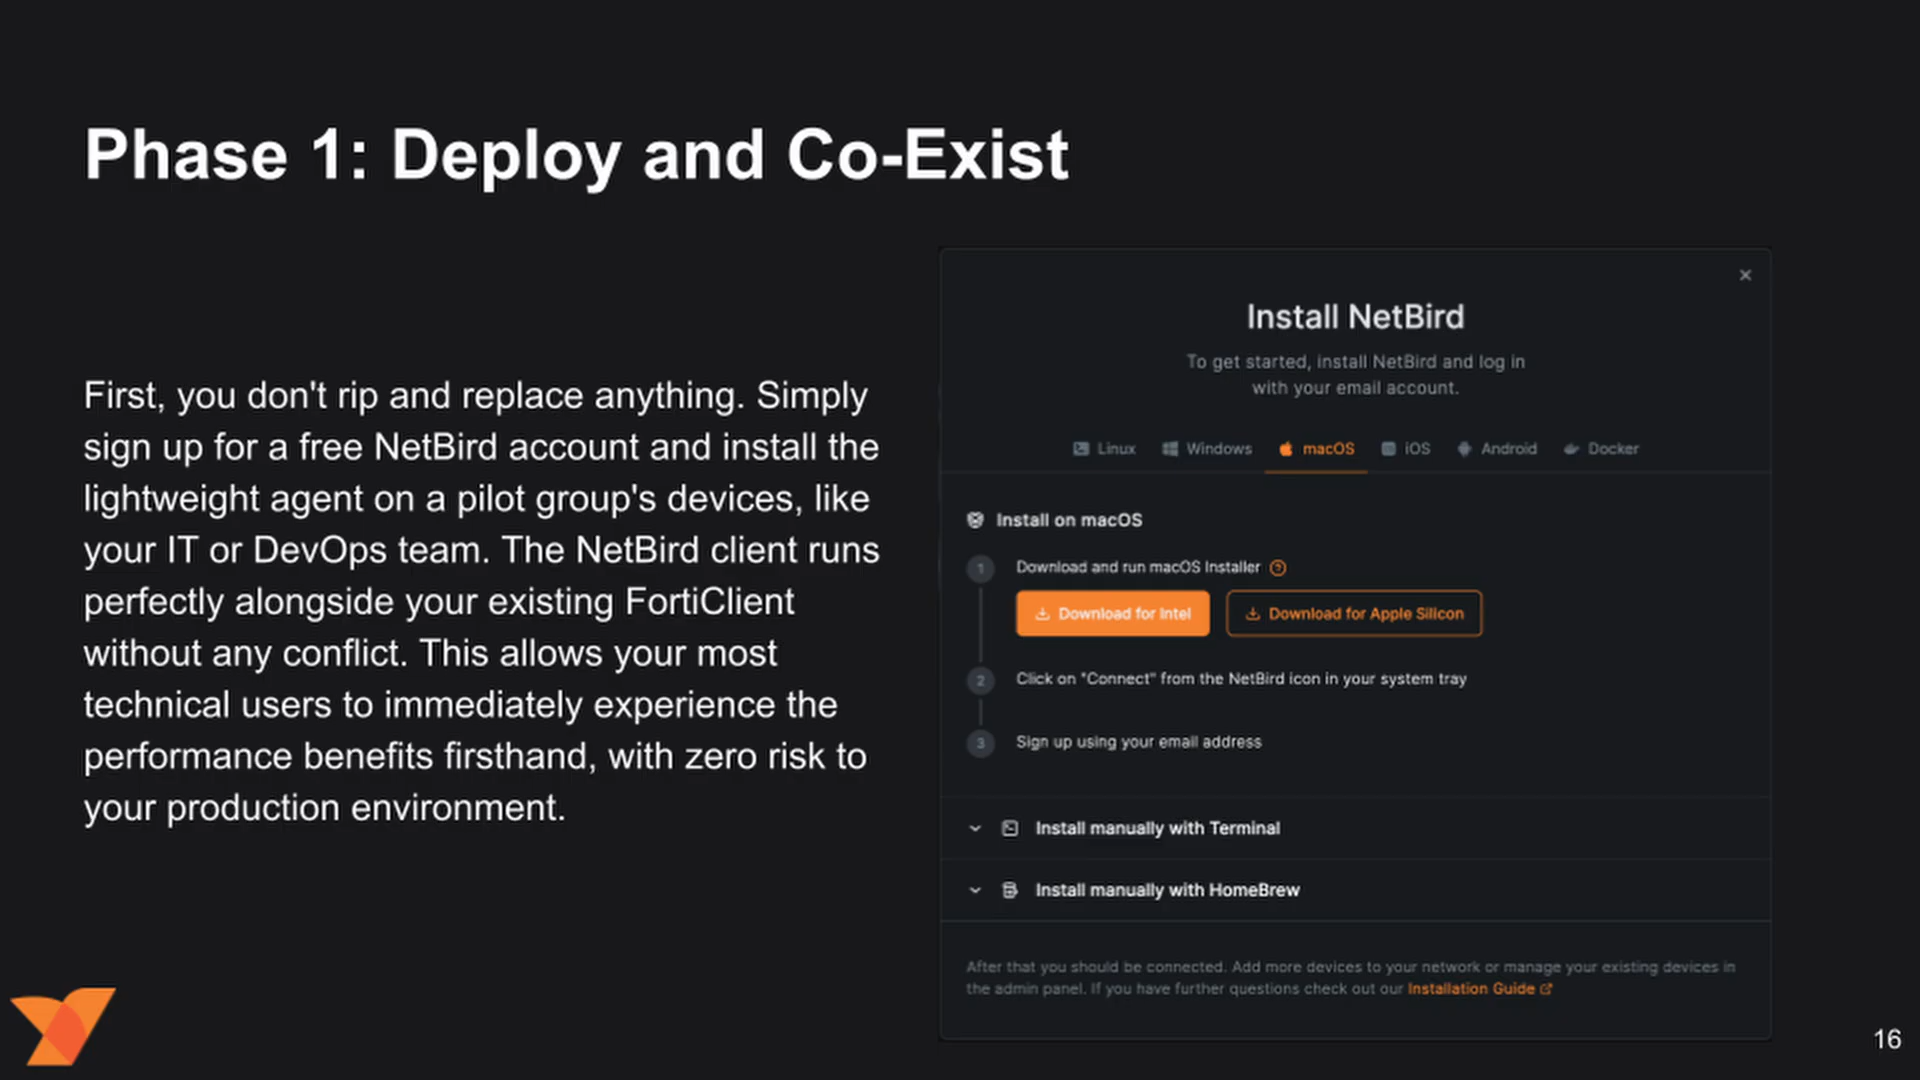 Phase 1: Deploy and Co-Exist
First, you don't rip and replace anything. Simply
sign up for a free NetBird account and install the
lightweight agent on a pilot group's devices, like
your IT or DevOps team. The NetBird client runs
perfectly alongside your existing FortiClient
without any conflict. This allows your most
technical users to immediately experience the
performance benefits firsthand, with zero risk to
your production environment.
Install NetBird
To get started, install NetBird and log in
with your email account.
Linux Windows macOS iOS Android Docker
Install on macOS
1 Download and run macOS Installer
Download for Intel Download for Apple Silicon
2 Click on "Connect" from the NetBird icon in your system tray
3 Sign up using your email address
Install manually with Terminal
Install manually with HomeBrew
After that you should be connected. Add more devices to your network or manage your existing devices in
the admin panel. If you have further questions check out our Installation Guide
16